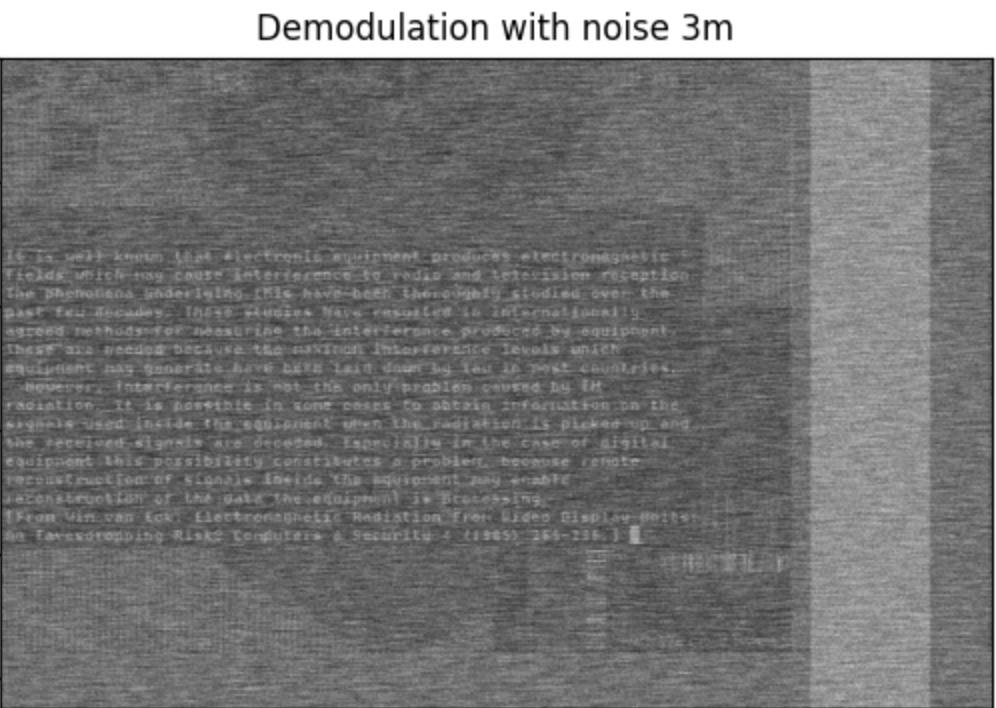 Demodulation with noise 3m
It is well known that electronic equipment produces electromagnetic
fields which may cause interference to radio and television reception
The phenomena underlying this have been thoroughly studied over the
past few decades. These studies have resulted in internationally
agreed methods for measuring the interference produced by equipment.
These are needed because the maximum interference levels which
equipment may generate have been laid down by law in most countries.
However, interference is not the only problem caused by EM
radiation. It is possible in some cases to obtain information on the
signals used inside the equipment when the radiation is picked up and
the received signals are decoded. Especially in the case of digital
equipment this possibility constitutes a problem, because remote
reconstruction of signals inside the equipment may enable
reconstruction of the data the equipment is processing.
[From Wim van Eck: Electromagnetic Radiation from Video Display Units:
An Eavesdropping Risk? Computers & Security 4 (1985)